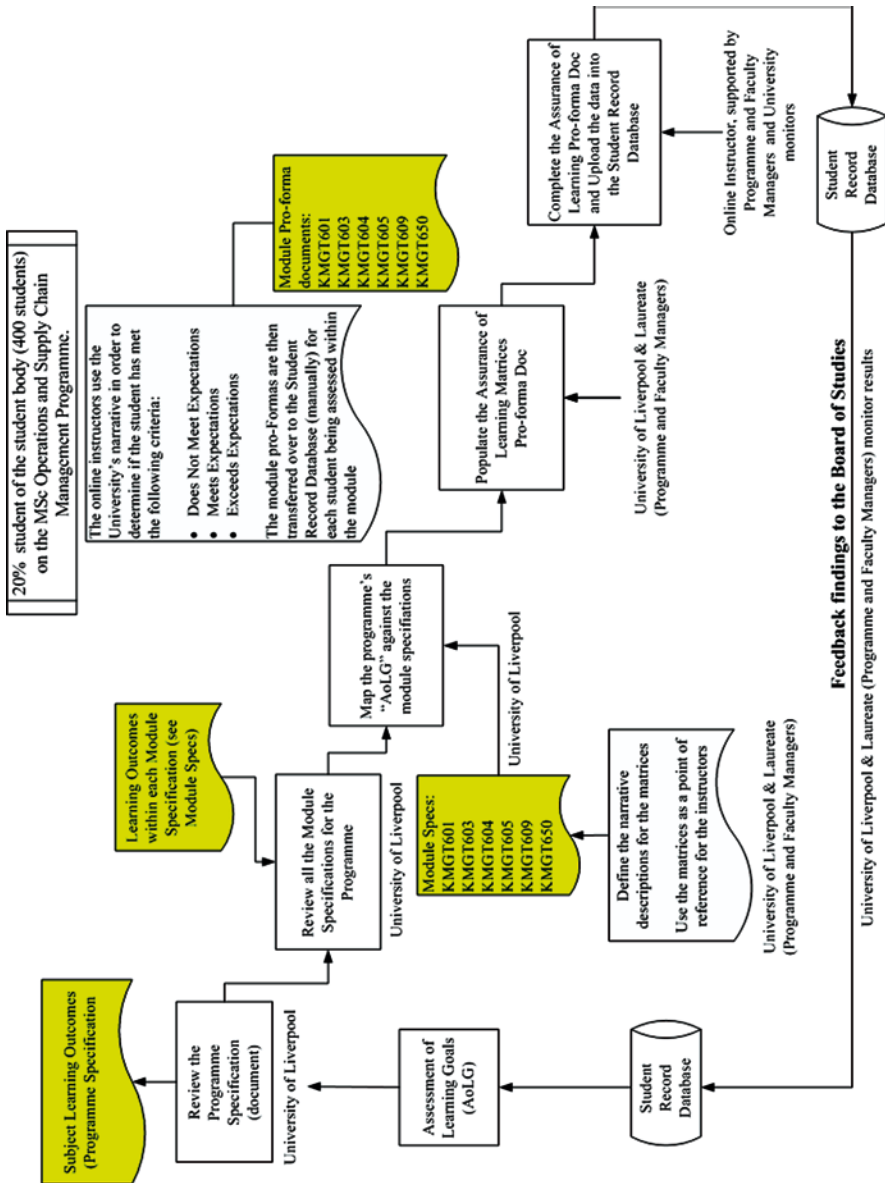 20% student of the student body (400 students)
on the MSc Operations and Supply Chain
Management Programme.
Subject Learning Outcomes
(Programme Specification)
Review the
Programme
Specification
(document)
University of Liverpool
Assessment of
Learning Goals
(AoLG)
Student
Record
Database
Learning Outcomes
within each Module
Specification (see
Module Specs)
Review all the Module
Specifications for the
Programme
University of Liverpool
Map the programme's
"AoLG" against the
module specifiations
University of Liverpool
Module Specs:
KMGT601
KMGT603
KMGT604
KMGT605
KMGT609
KMGT650
Define the narrative
descriptions for the matrices
Use the matrices as a point of
reference for the instructors
University of Liverpool & Laureate
(Programme and Faculty Managers)
The online instructors use the
University's narrative in order to
determine if the student has met
the following criteria:
● Does Not Meet Expectations
● Meets Expectations
● Exceeds Expectations
The module pro-Formas are then
transferred over to the Student
Record Database (manually) for
each student being assessed within
the module
Module Pro-forma
documents:
KMGT601
KMGT603
KMGT604
KMGT605
KMGT609
KMGT650
Populate the Assurance of
Learning Matrices
Pro-forma Doc
University of Liverpool & Laureate
(Programme and Faculty Managers)
Complete the Assurance of
Learning Pro-forma Doc
and Upload the data into
the Student Record
Database
Online Instructor, supported by
Programme and Faculty
Managers and University
monitors
Student
Record
Database
Feedback findings to the Board of Studies
University of Liverpool & Laureate (Programme and Faculty Managers) monitor results